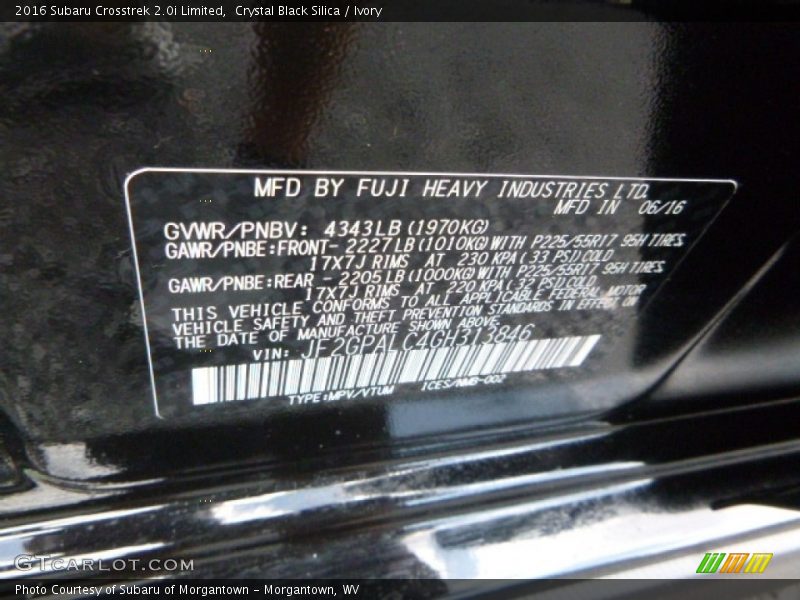 2016 Subaru Crosstrek 2.0i Limited,  Crystal Black Silica / Ivory
MFD BY FUJI HEAVY INDUSTRIES LTD.
MFD IN 06/16
GVWR/PNBV: 4343LB (1970KG)
GAWR/PNBE:FRONT- 2227LB (1010KG) WITH P225/55R17 95H TIRES
17X7J RIMS AT 230 KPA ( 33 PSI) COLD
GAWR/PNBE:REAR - 2205LB (1000KG) WITH P225/55R17 95H TIRES
17X7J RIMS AT 220 KPA ( 32 PSI) COLD
THIS VEHICLE CONFORMS TO ALL APPLICABLE FEDERAL MOTOR
VEHICLE SAFETY AND THEFT PREVENTION STANDARDS IN EFFECT ON
THE DATE OF MANUFACTURE SHOWN ABOVE.
VIN: JF2GPALC4GH313846
TYPE:MPV/VTUM ICES/NMB-002
GTCARLOT.COM
Photo Courtesy of Subaru of Morgantown – Morgantown, WV